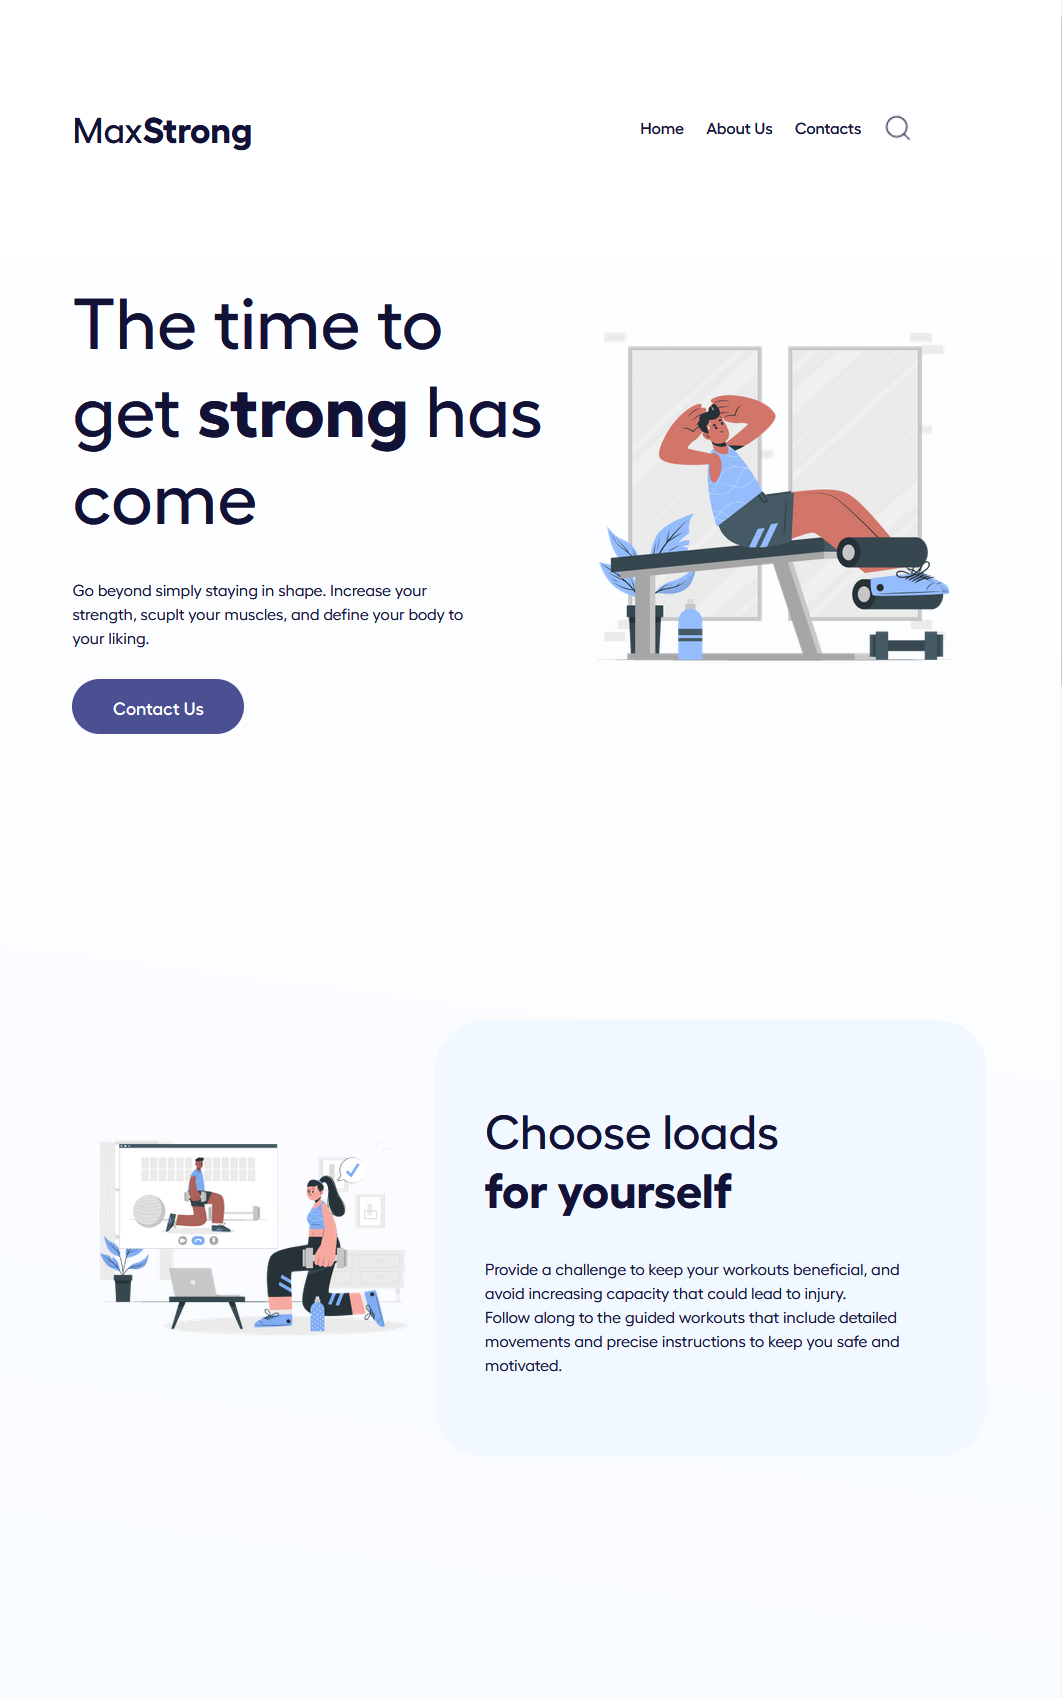 MaxStrong
Home About Us Contacts
The time to
get strong has
come
Go beyond simply staying in shape. Increase your
strength, scuplt your muscles, and define your body to
your liking.
Contact Us
Choose loads
for yourself
Provide a challenge to keep your workouts beneficial, and
avoid increasing capacity that could lead to injury.
Follow along to the guided workouts that include detailed
movements and precise instructions to keep you safe and
motivated.